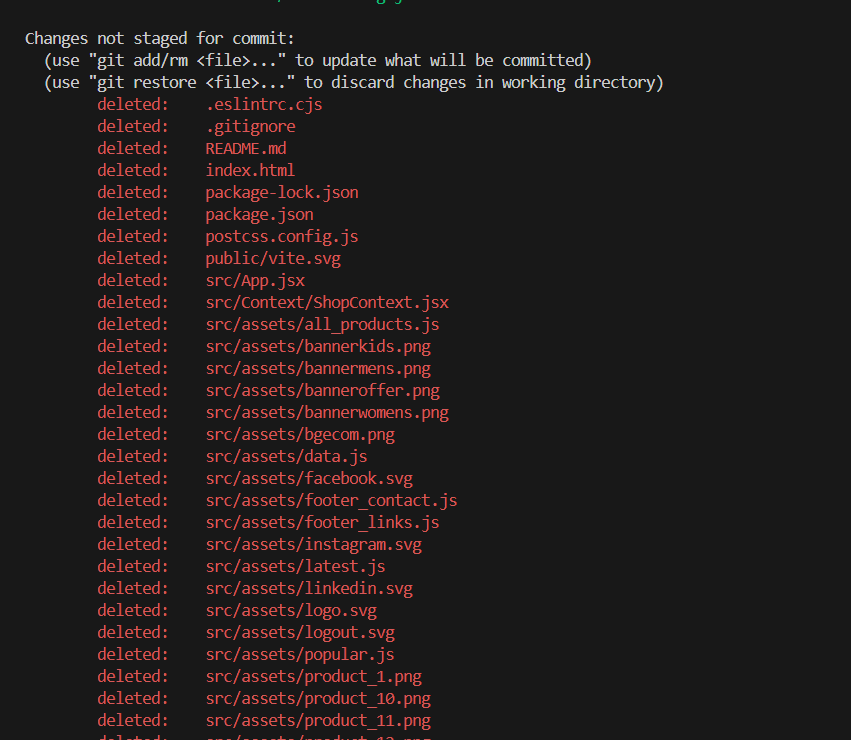 Changes not staged for commit:
(use "git add/rm <file>..." to update what will be committed)
(use "git restore <file>..." to discard changes in working directory)
deleted: .eslintrc.cjs
deleted: .gitignore
deleted: README.md
deleted: index.html
deleted: package-lock.json
deleted: package.json
deleted: postcss.config.js
deleted: public/vite.svg
deleted: src/App.jsx
deleted: src/Context/ShopContext.jsx
deleted: src/assets/all_products.js
deleted: src/assets/bannerkids.png
deleted: src/assets/bannermens.png
deleted: src/assets/banneroffer.png
deleted: src/assets/bannerwomens.png
deleted: src/assets/bgecom.png
deleted: src/assets/data.js
deleted: src/assets/facebook.svg
deleted: src/assets/footer_contact.js
deleted: src/assets/footer_links.js
deleted: src/assets/instagram.svg
deleted: src/assets/latest.js
deleted: src/assets/linkedin.svg
deleted: src/assets/logo.svg
deleted: src/assets/logout.svg
deleted: src/assets/popular.js
deleted: src/assets/product_1.png
deleted: src/assets/product_10.png
deleted: src/assets/product_11.png